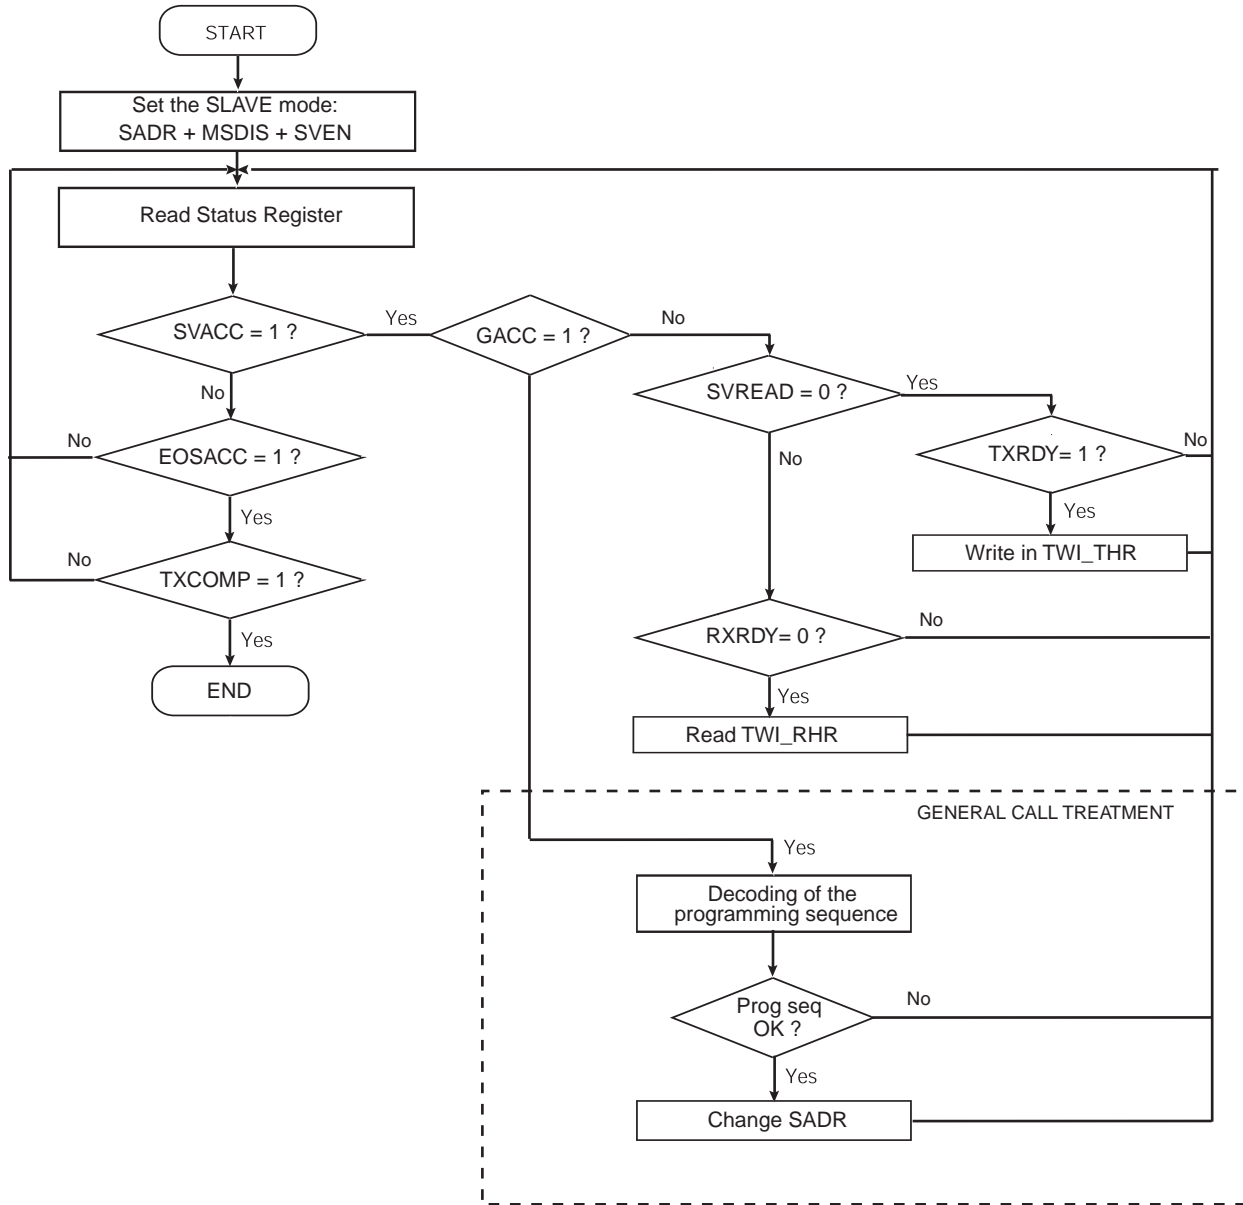 START
Set the SLAVE mode:
SADR + MSDIS + SVEN
Read Status Register
SVACC = 1 ?
Yes
GACC = 1 ?
No
SVREAD = 0 ?
Yes
No
No
TXRDY= 1 ?
No
EOSACC = 1 ?
No
Yes
Yes
Write in TWI_THR
No
TXCOMP = 1 ?
Yes
RXRDY= 0 ?
No
END
Yes
Read TWI_RHR
GENERAL CALL TREATMENT
Yes
Decoding of the
programming sequence
Prog seq
OK ?
No
Yes
Change SADR